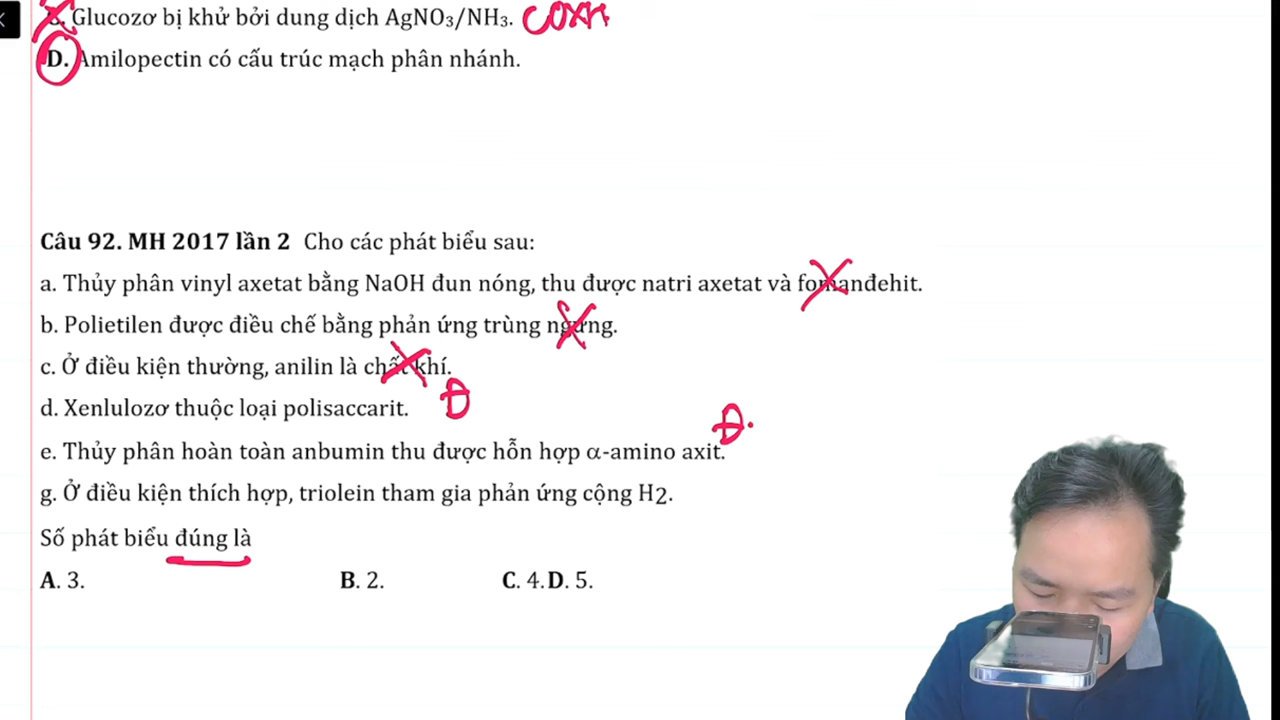 C. Glucozơ bị khử bởi dung dịch AgNO₃/NH₃. COXH
D. Amilopectin có cấu trúc mạch phân nhánh.
Câu 92. MH 2017 lần 2 Cho các phát biểu sau:
a. Thủy phân vinyl axetat bằng NaOH đun nóng, thu được natri axetat và fomanđehit.
b. Polietilen được điều chế bằng phản ứng trùng ngưng.
c. Ở điều kiện thường, anilin là chất khí.
d. Xenlulozơ thuộc loại polisaccarit. Đ
e. Thủy phân hoàn toàn anbumin thu được hỗn hợp α-amino axit. Đ.
g. Ở điều kiện thích hợp, triolein tham gia phản ứng cộng H2.
Số phát biểu đúng là
A. 3. B. 2. C. 4. D. 5.